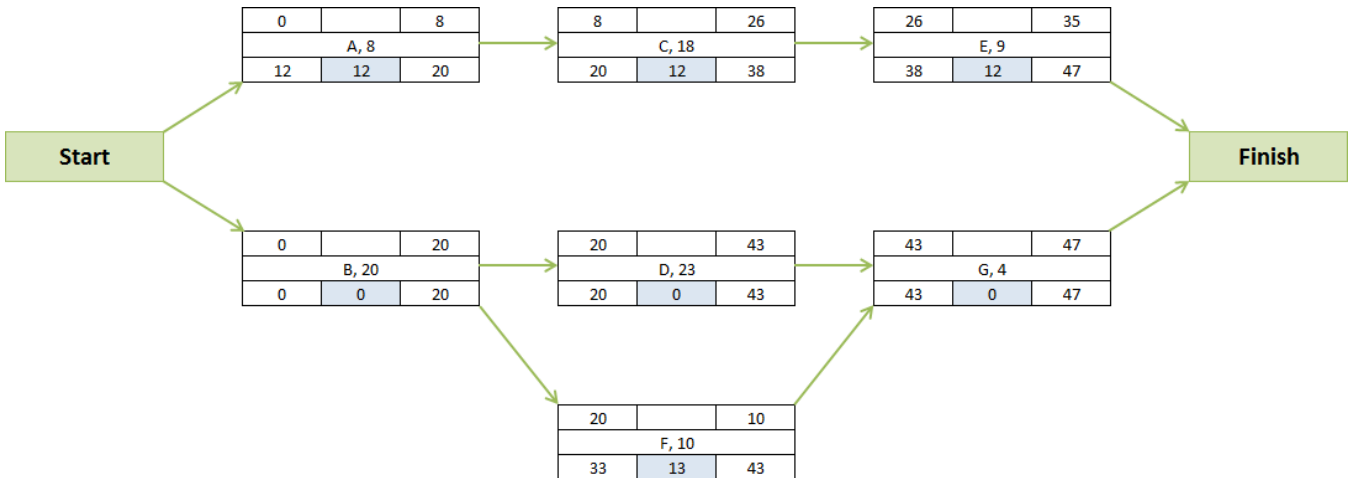 0 8 8 26 26 35
A, 8 C, 18 E, 9
12 12 20 20 12 38 38 12 47
Start Finish
0 20 20 43 43 47
B, 20 D, 23 G, 4
0 0 20 20 0 43 43 0 47
20 10
F, 10
33 13 43